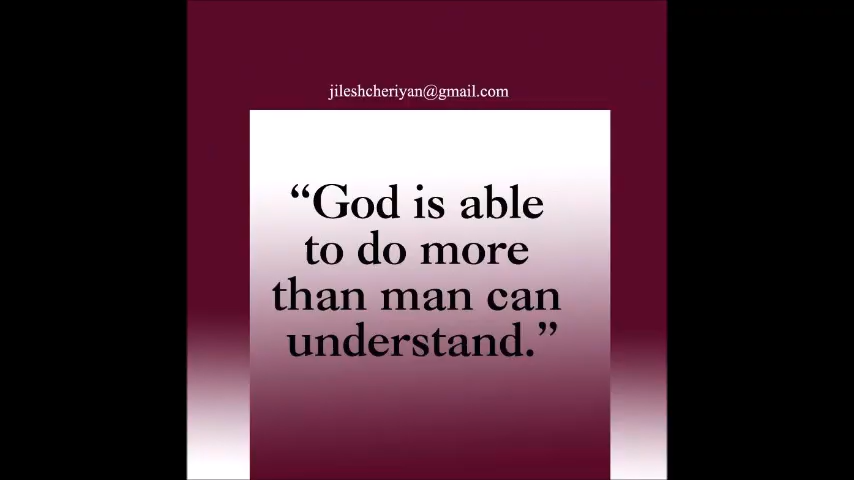 jileshcheriyan@gmail.com
“God is able
to do more
than man can
understand.”